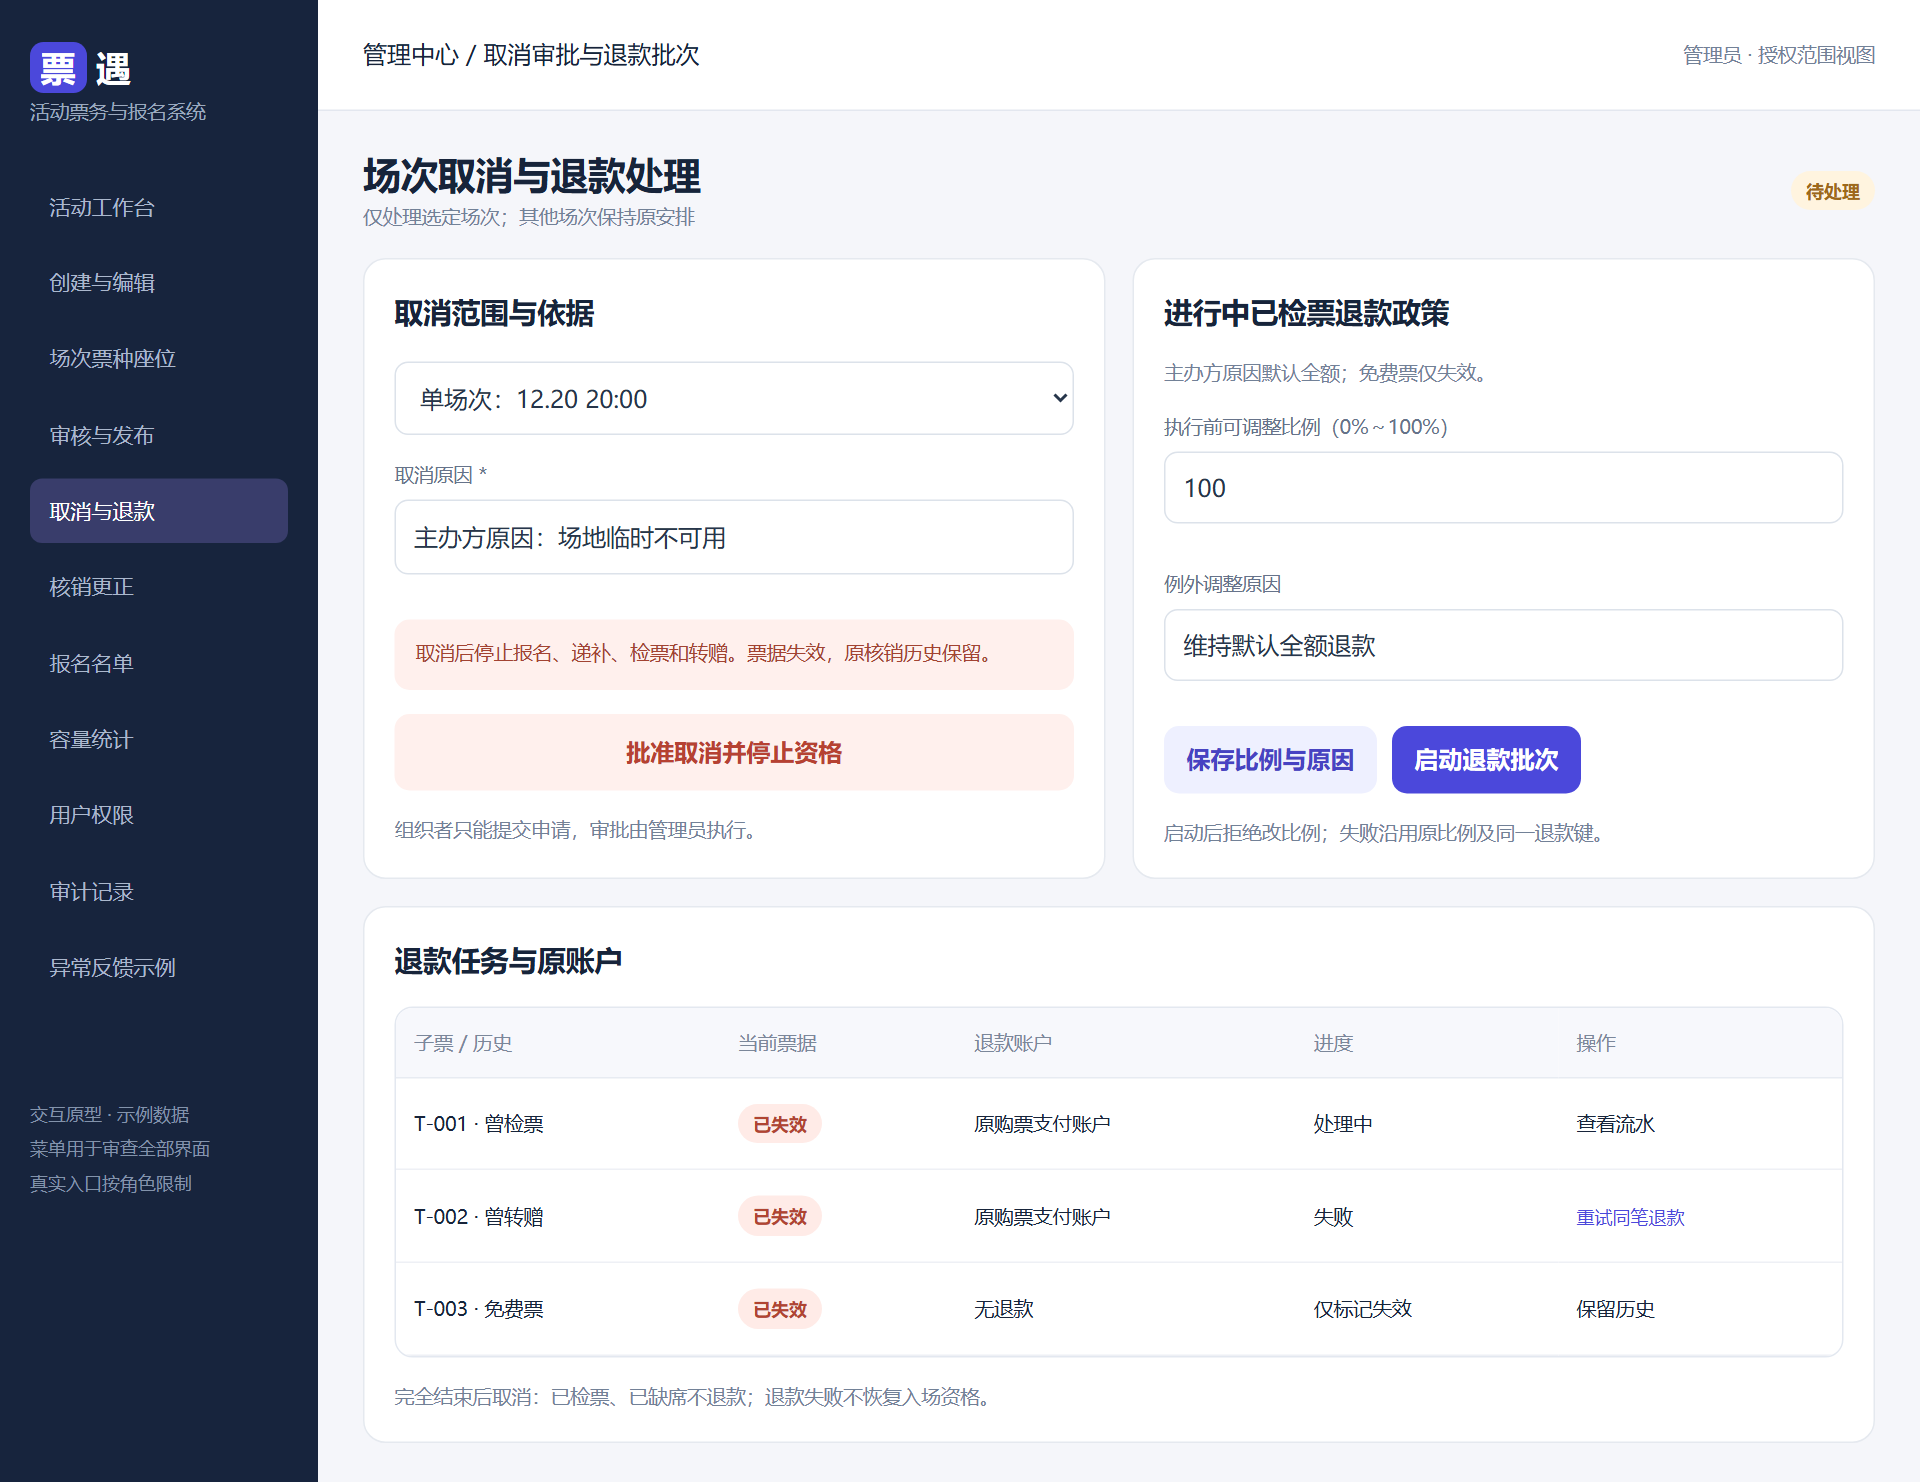 票遇
活动票务与报名系统
活动工作台
创建与编辑
场次票种座位
审核与发布
取消与退款
核销更正
报名名单
容量统计
用户权限
审计记录
异常反馈示例
交互原型 · 示例数据
菜单用于审查全部界面
真实入口按角色限制
管理中心 / 取消审批与退款批次
管理员 · 授权范围视图
场次取消与退款处理
仅处理选定场次；其他场次保持原安排
待处理
取消范围与依据
单场次：12.20 20:00
取消原因 *
主办方原因：场地临时不可用
取消后停止报名、递补、检票和转赠。票据失效，原核销历史保留。
批准取消并停止资格
组织者只能提交申请，审批由管理员执行。
进行中已检票退款政策
主办方原因默认全额；免费票仅失效。
执行前可调整比例（0%～100%）
100
例外调整原因
维持默认全额退款
保存比例与原因
启动退款批次
启动后拒绝改比例；失败沿用原比例及同一退款键。
退款任务与原账户
子票 / 历史 当前票据 退款账户 进度 操作
T-001 · 曾检票 已失效 原购票支付账户 处理中 查看流水
T-002 · 曾转赠 已失效 原购票支付账户 失败 重试同笔退款
T-003 · 免费票 已失效 无退款 仅标记失效 保留历史
完全结束后取消：已检票、已缺席不退款；退款失败不恢复入场资格。